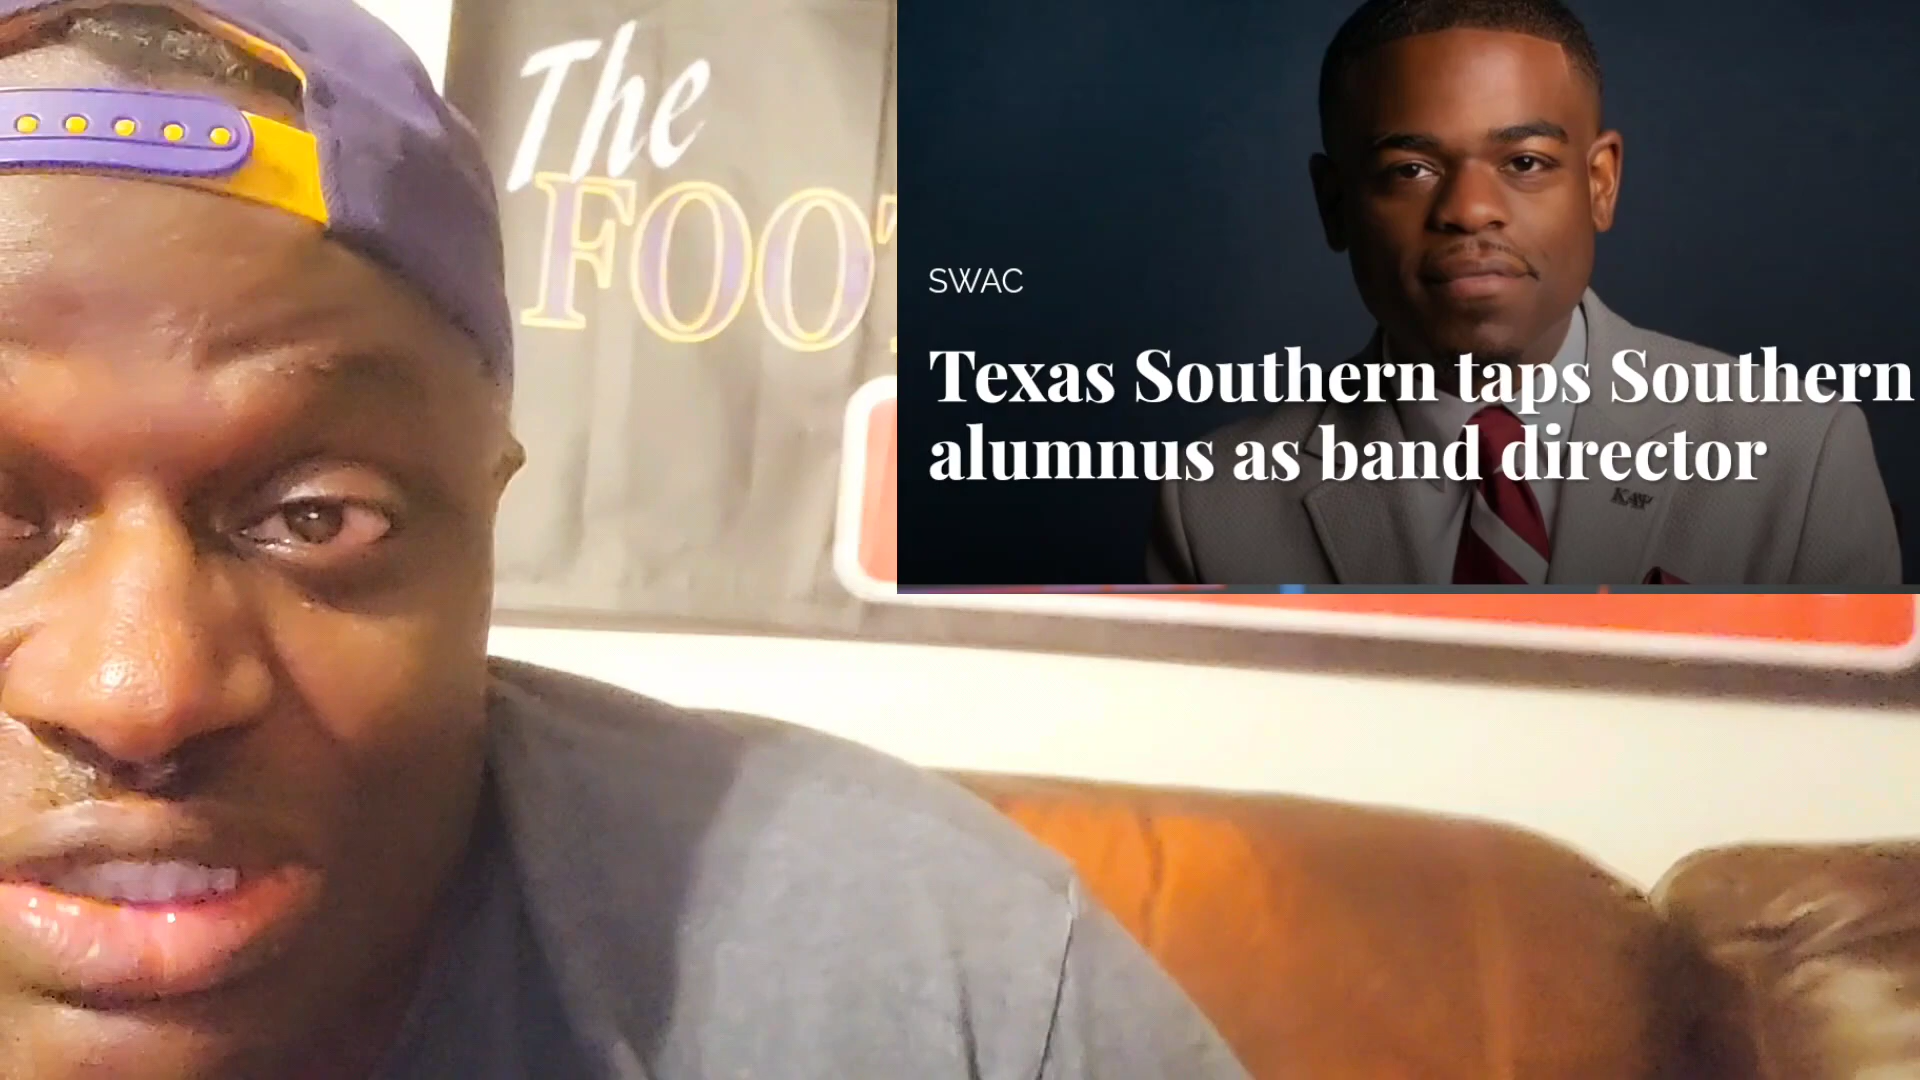 The
FOO
SWAC
Texas Southern taps Southern
alumnus as band director
ΚΑΨ